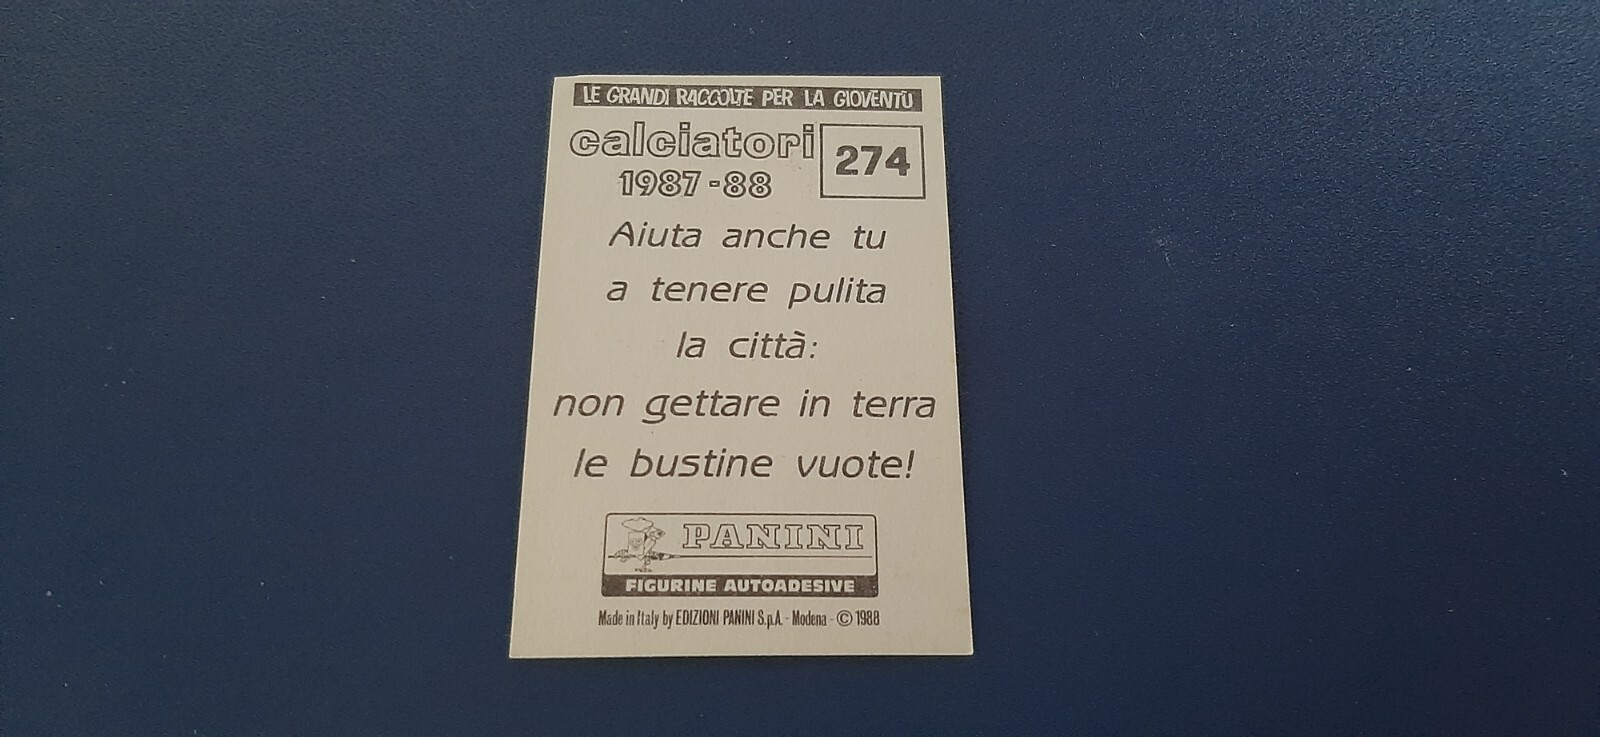 LE GRANDI RACCOLTE PER LA GIOVENTÙ
calciatori
274
1987-88
Aiuta anche tu
a tenere pulita
la città:
non gettare in terra
le bustine vuote!
PANINI
FIGURINE AUTOADESIVE
Made in Italy by EDIZIONI PANINI S.p.A. - Modena - © 1988